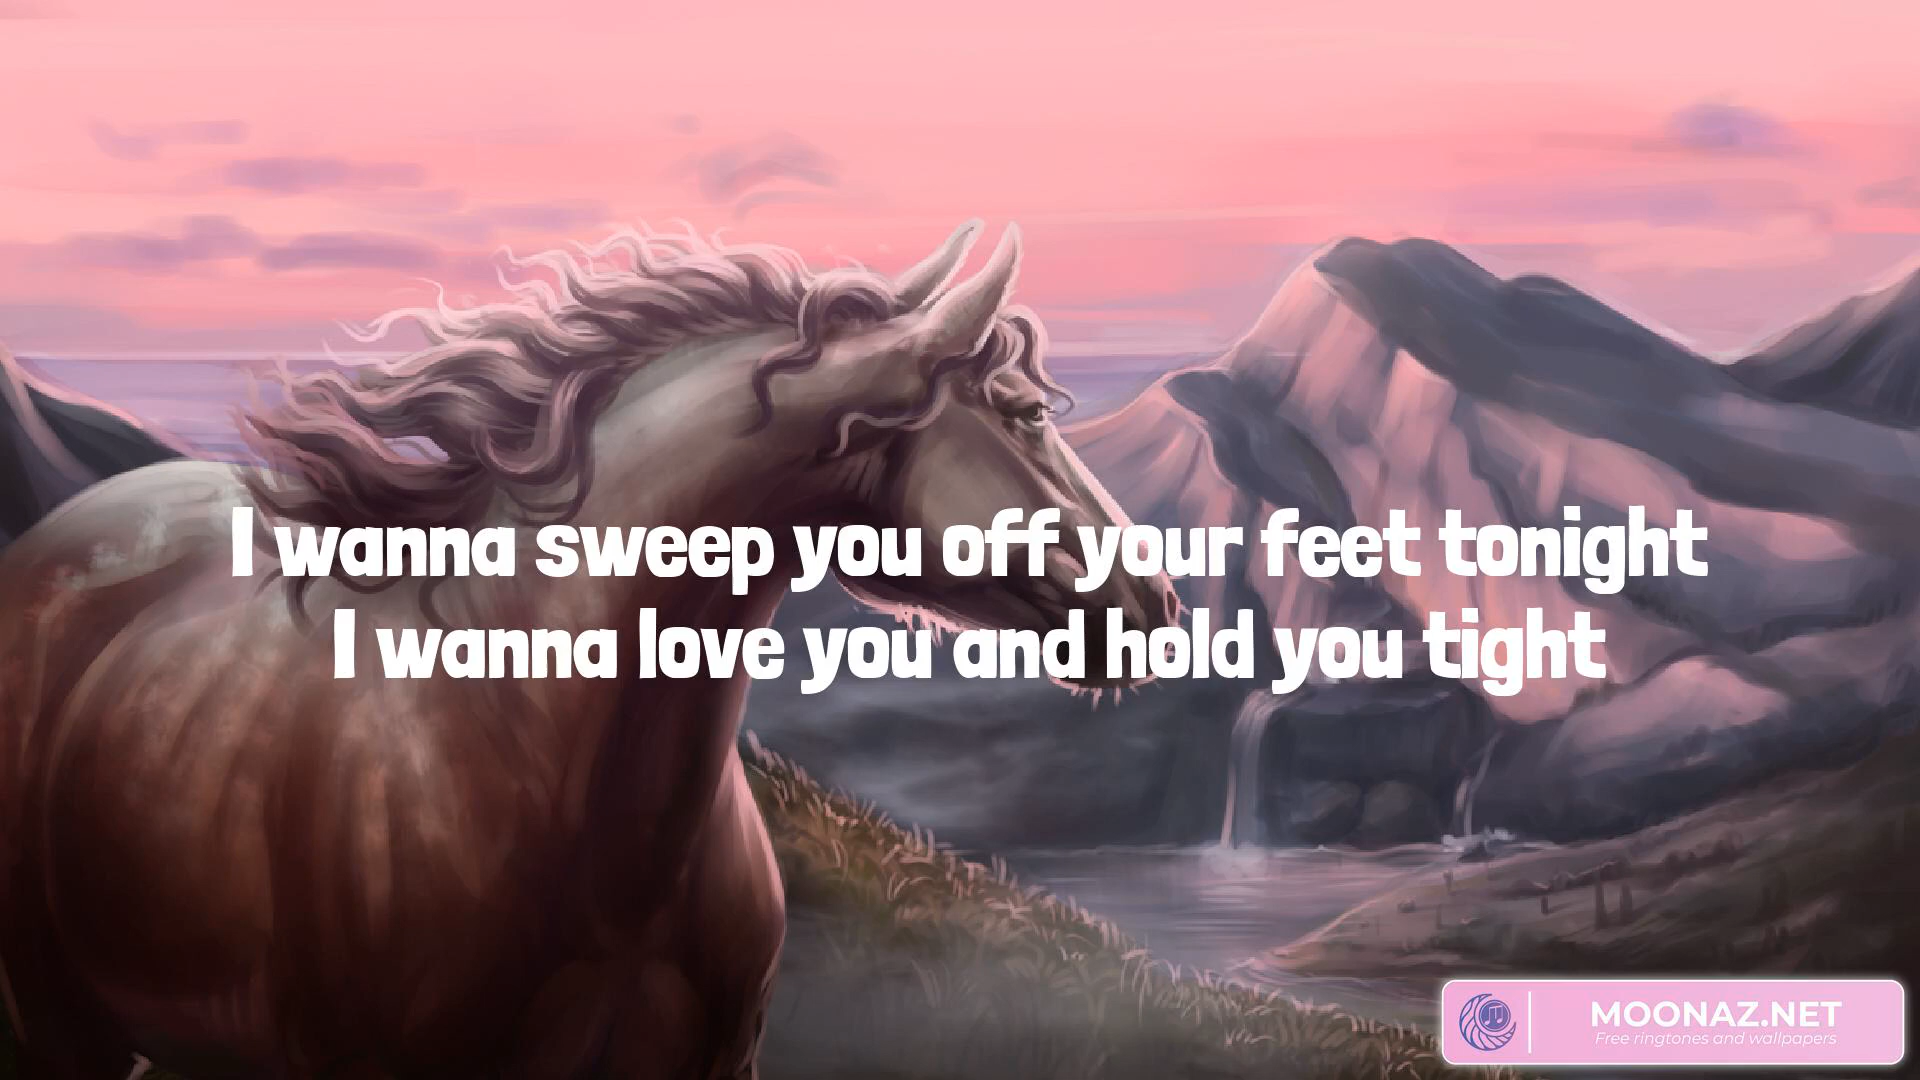 I wanna sweep you off your feet tonight
I wanna love you and hold you tight
MOONAZ.NET
Free ringtones and wallpapers